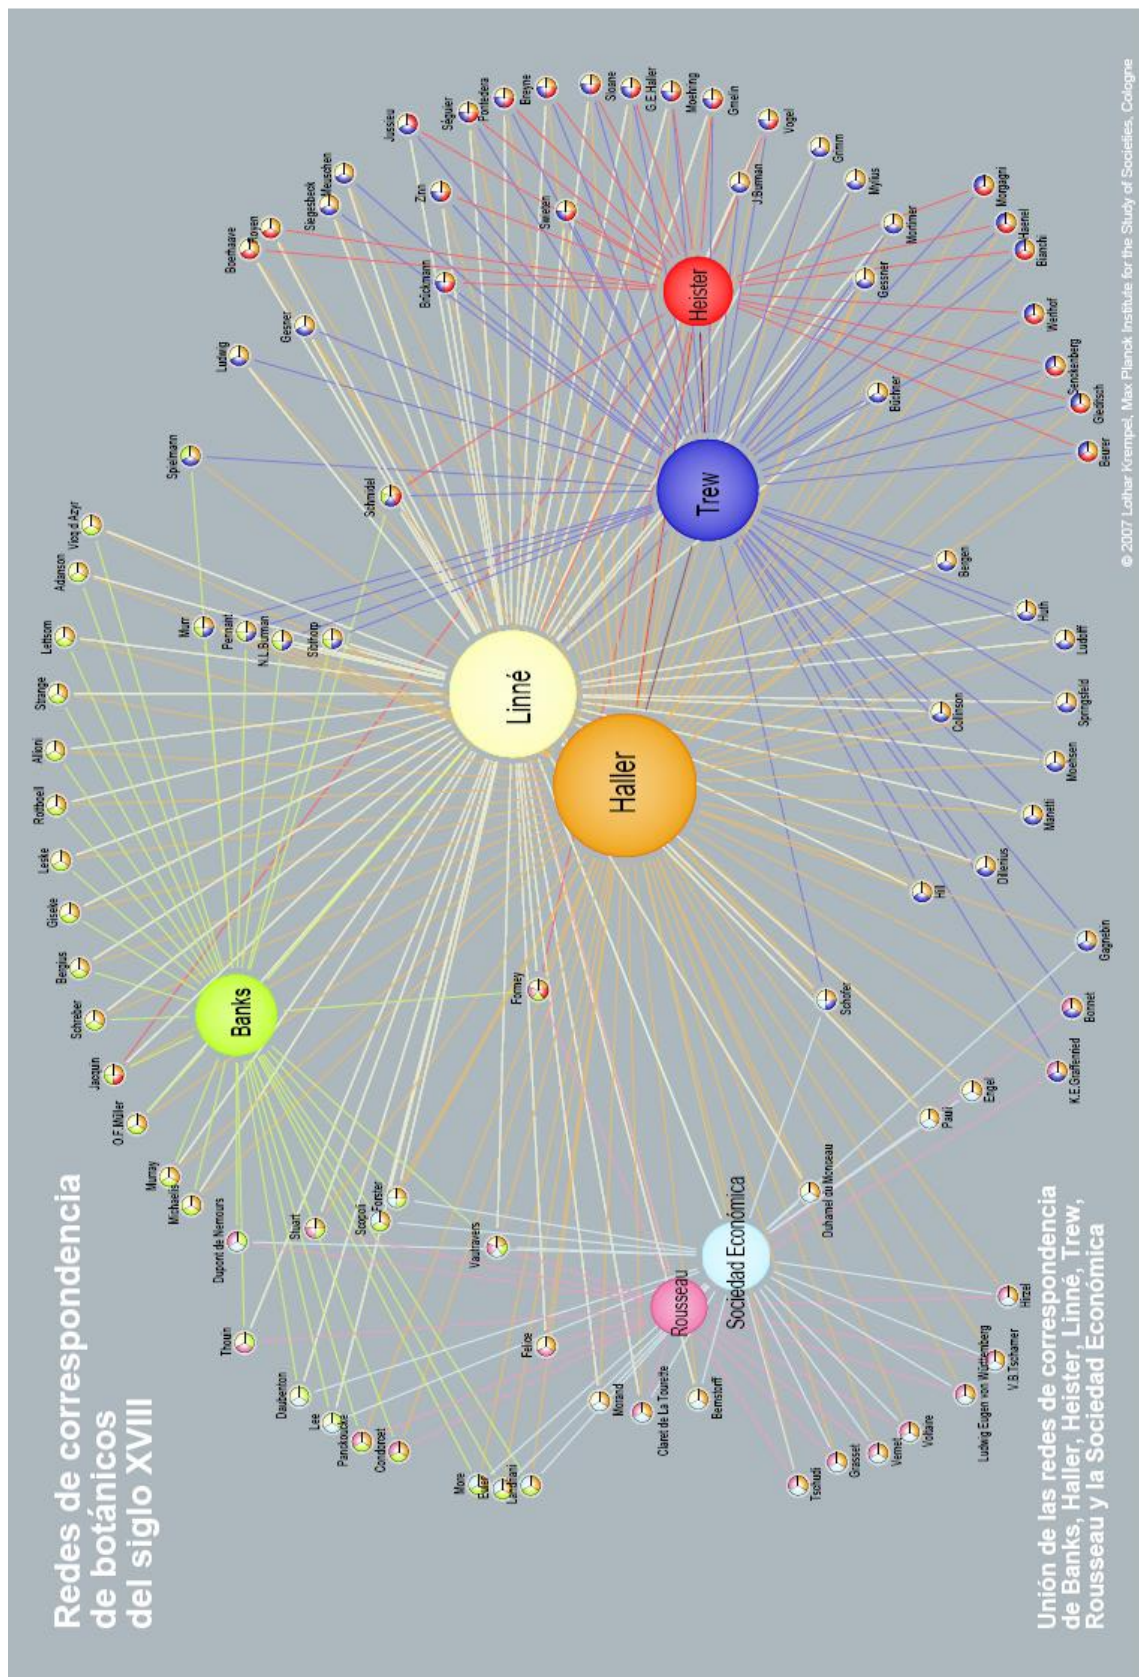 Redes de correspondencia
de botánicos
del siglo XVIII
Lettsom
Adanson
Vicq d Azyr
Strange
Allioni
Rottboell
Leske
Giseke
Bergius
Schreber
Jacquin
O.F.Müller
Murray
Michaelis
Dupont de Nemours
Stuart
Scopoli
Forster
Vautravers
Thouin
Daubenton
Lee
Panckoucke
Condorcet
More
Euler
Landriani
Felice
Morand
Claret de La Tourette
Bernstorff
Tschudi
Grasset
Vernet
Voltaire
Ludwig Eugen von Württemberg
V.B.Tscharner
Hirzel
Duhamel du Monceau
Pauli
Engel
K.E.Graffenried
Bonnet
Gagnebin
Schofer
Formey
Hill
Dillenius
Manetti
Moehsen
Springsfeld
Collinson
Ludolff
Huth
Bergen
Beurer
Gleditsch
Senckenberg
Werlhof
Büchner
Bianchi
Haenel
Morgagni
Gessner
Mortimer
Mylius
Grimm
J.Burman
Vogel
Gmelin
Moehring
G.E.Haller
Sloane
Breyne
Pontedera
Séguier
Jussieu
Zinn
Sweten
Brückmann
Meuschen
Siegesbeck
Royen
Boerhaave
Gesner
Ludwig
Spielmann
Schmidel
Murr
Pennant
N.L.Burman
Sibthorp
Banks
Linné
Haller
Trew
Heister
Rousseau
Sociedad Económica
Unión de las redes de correspondencia
de Banks, Haller, Heister, Linné, Trew,
Rousseau y la Sociedad Económica
© 2007 Lothar Krempel, Max Planck Institute for the Study of Societies, Cologne